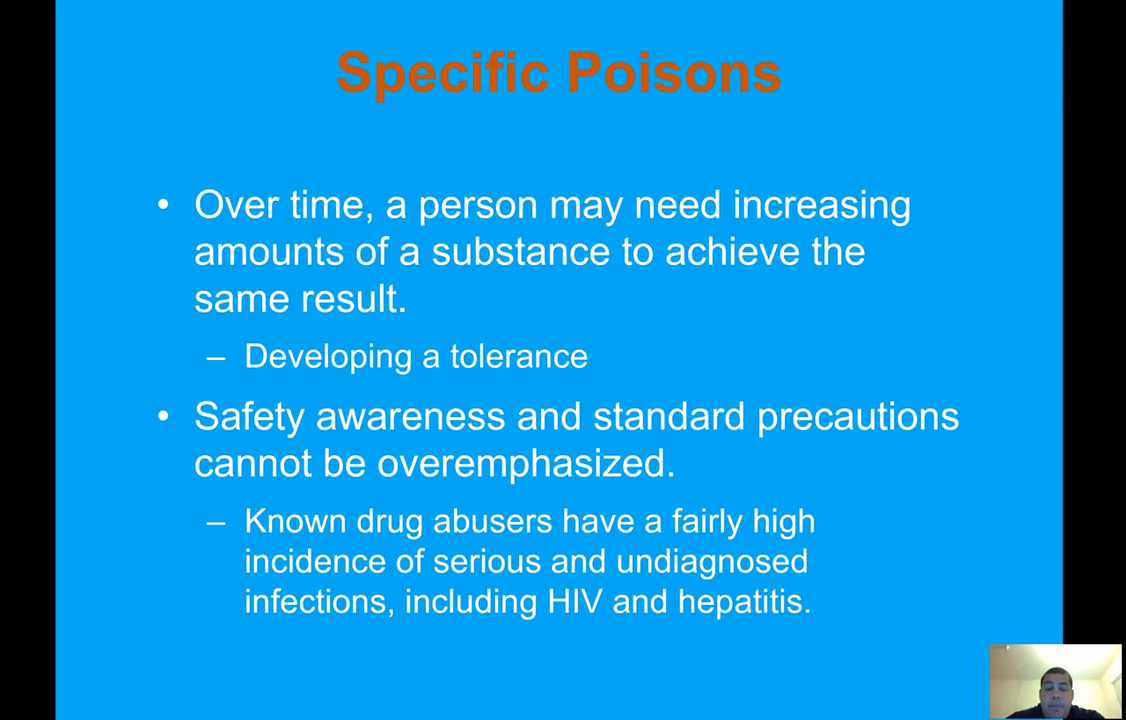 Specific Poisons
• Over time, a person may need increasing
amounts of a substance to achieve the
same result.
– Developing a tolerance
• Safety awareness and standard precautions
cannot be overemphasized.
– Known drug abusers have a fairly high
incidence of serious and undiagnosed
infections, including HIV and hepatitis.